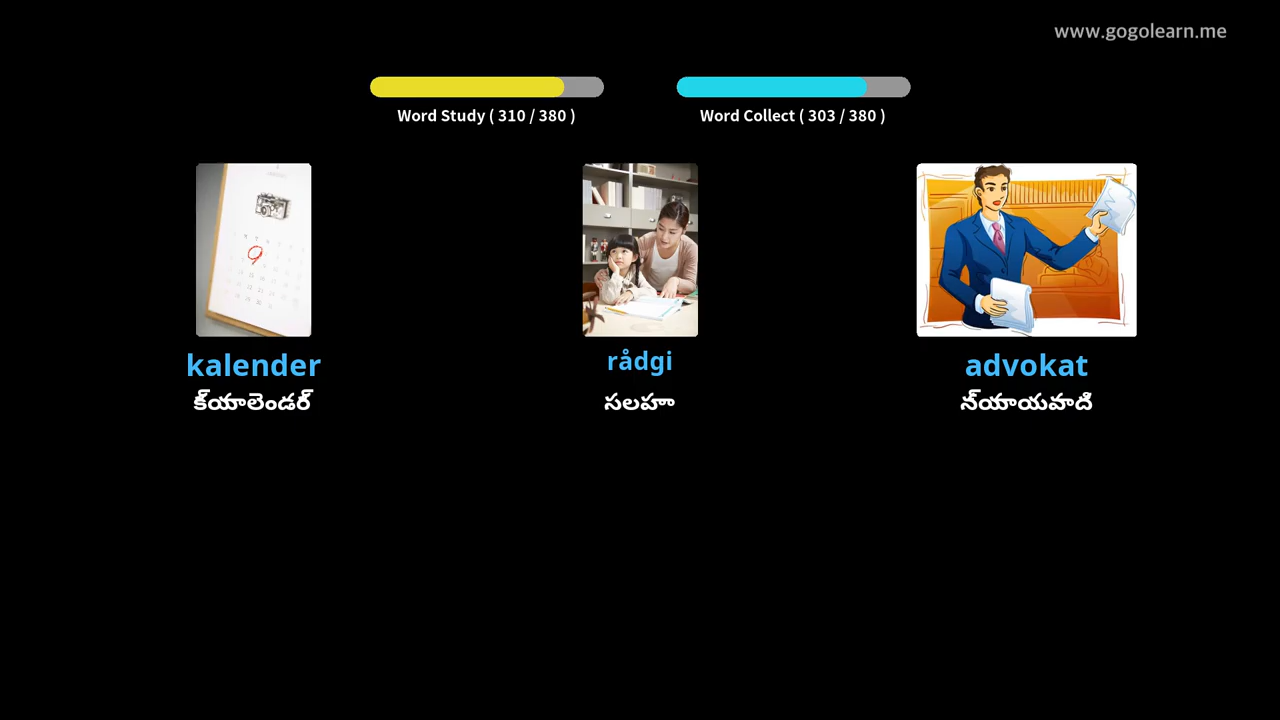 www.gogolearn.me
Word Study ( 310 / 380 )
Word Collect ( 303 / 380 )
kalender
rådgi
advokat
క్‌యాలెండర్
సలహా
న్‌యాయవాది